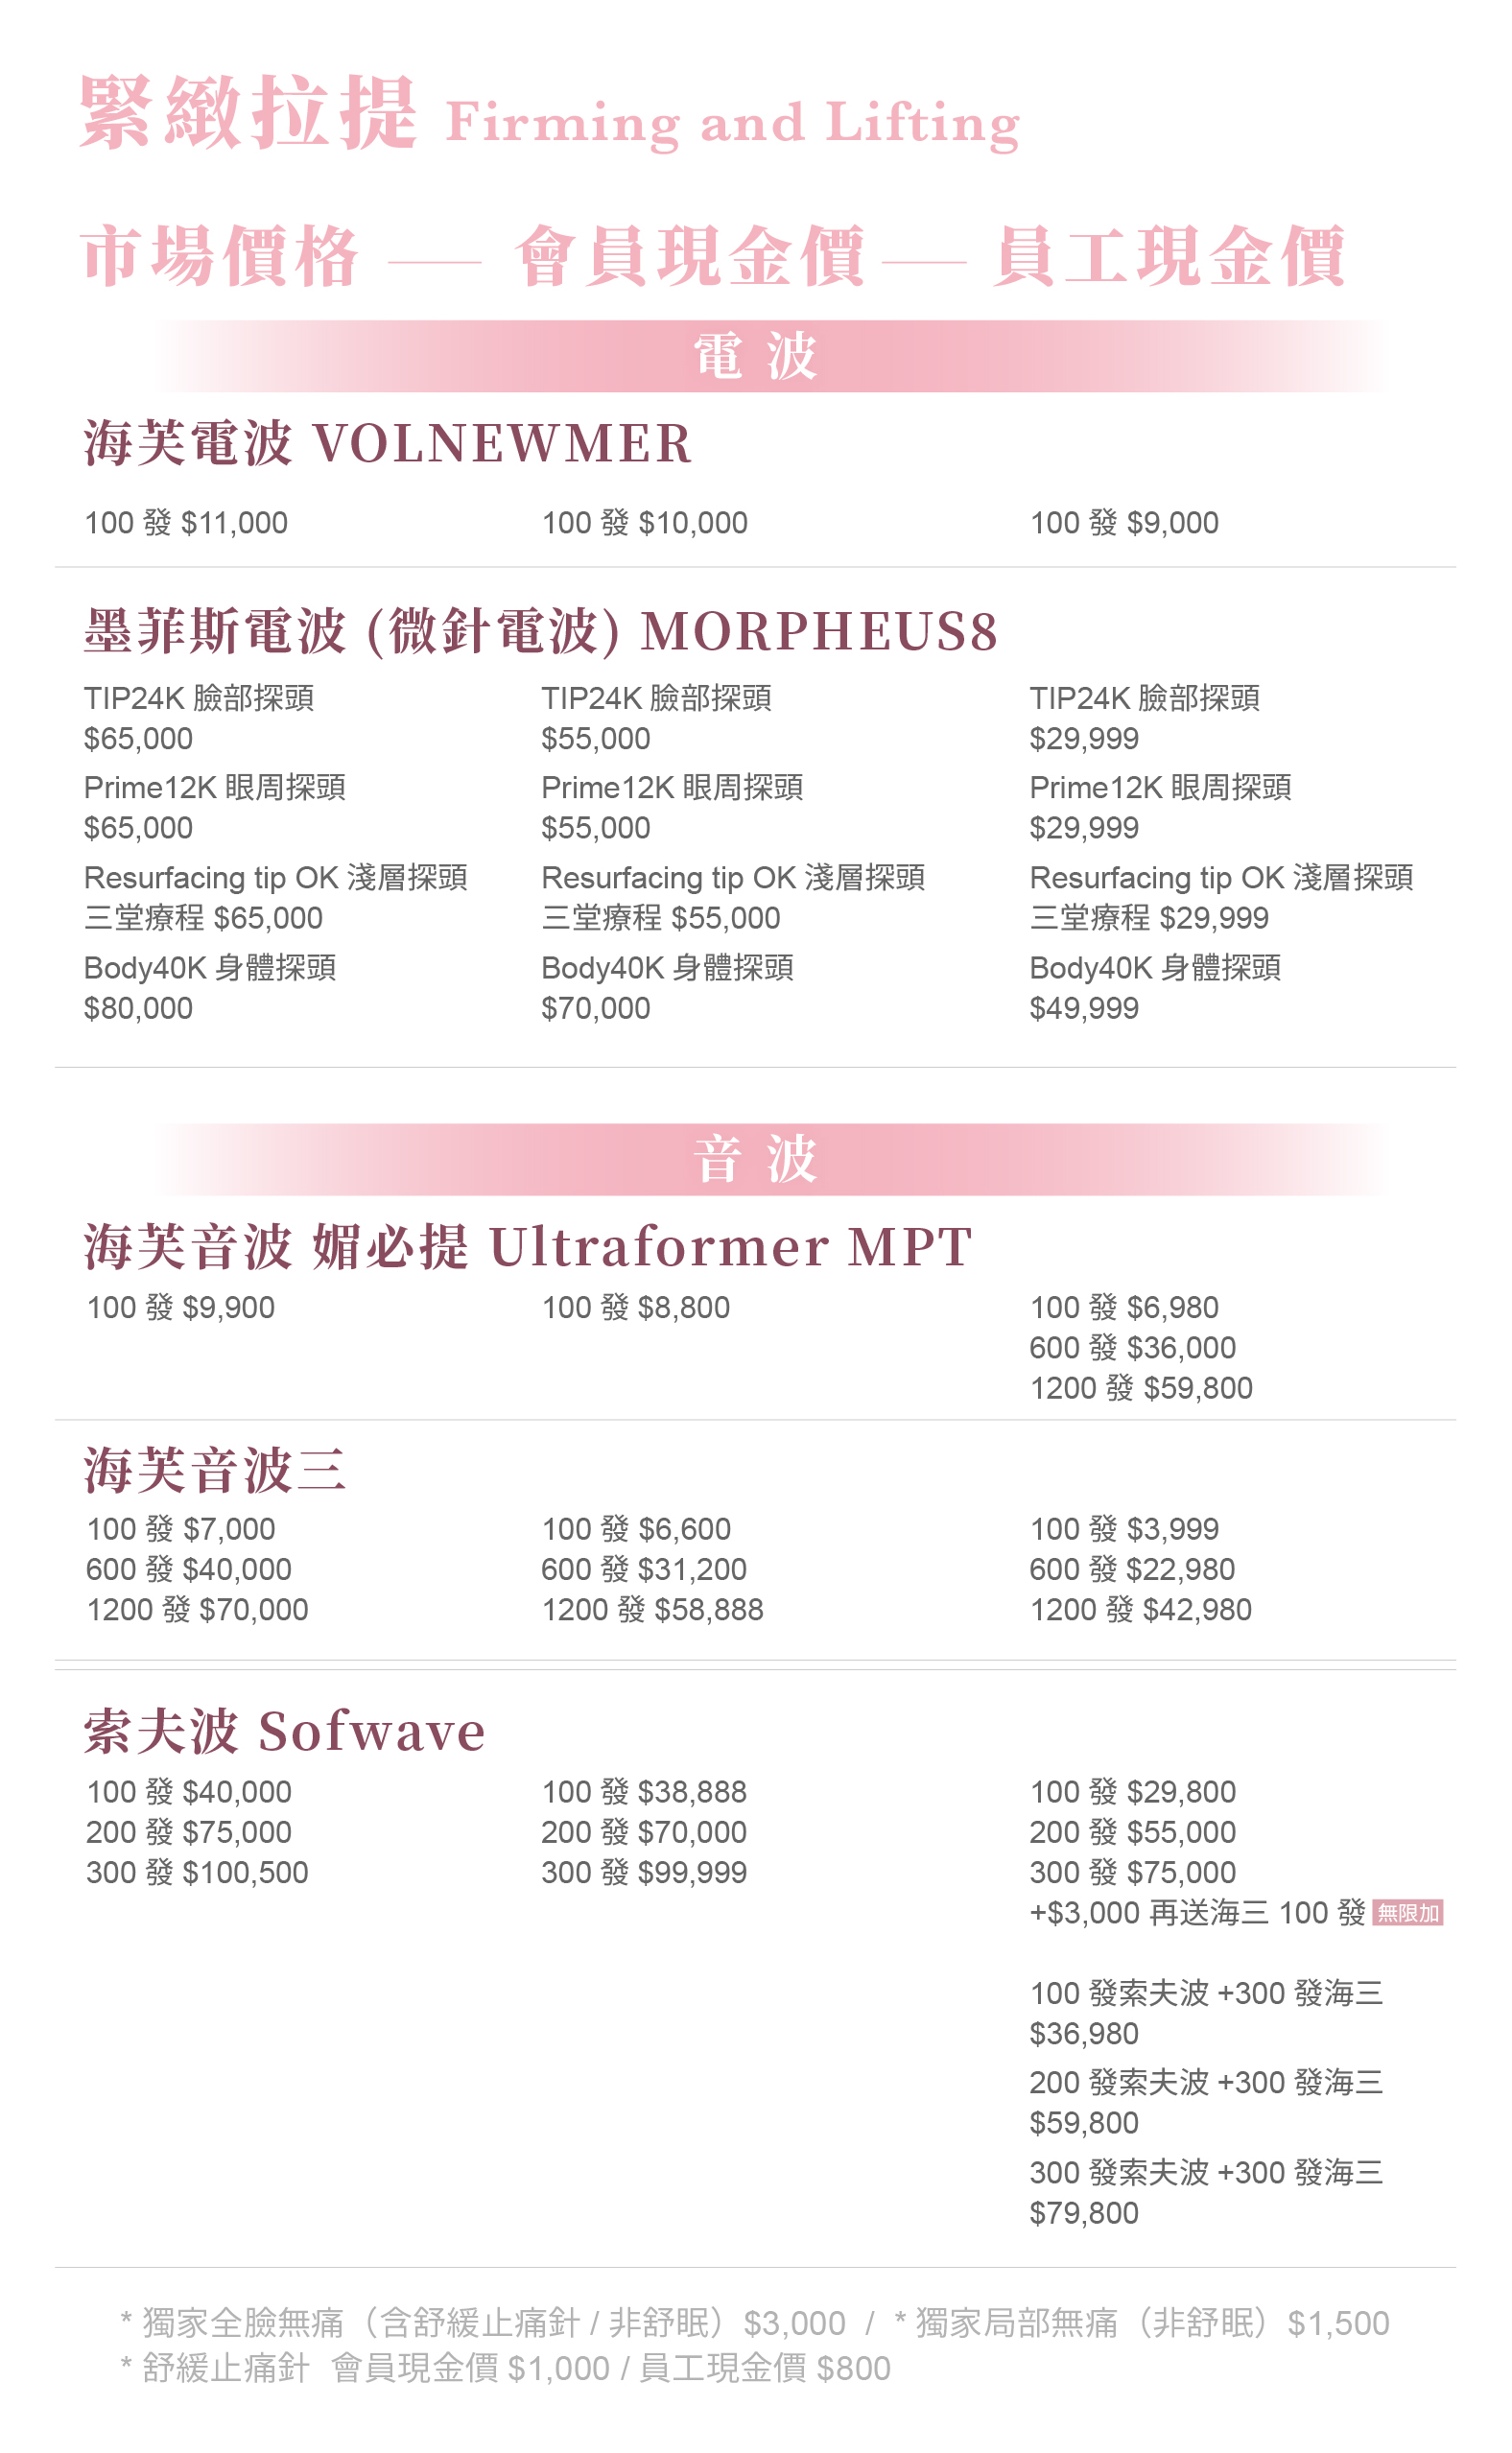 緊緻拉提 Firming and Lifting
市場價格 —— 會員現金價 —— 員工現金價
電波
海芙電波 VOLNEWMER
100 發 $11,000 100 發 $10,000 100 發 $9,000
墨菲斯電波 (微針電波) MORPHEUS8
TIP24K 臉部探頭 TIP24K 臉部探頭 TIP24K 臉部探頭
$65,000 $55,000 $29,999
Prime12K 眼周探頭 Prime12K 眼周探頭 Prime12K 眼周探頭
$65,000 $55,000 $29,999
Resurfacing tip OK 淺層探頭 Resurfacing tip OK 淺層探頭 Resurfacing tip OK 淺層探頭
三堂療程 $65,000 三堂療程 $55,000 三堂療程 $29,999
Body40K 身體探頭 Body40K 身體探頭 Body40K 身體探頭
$80,000 $70,000 $49,999
音波
海芙音波 媚必提 Ultraformer MPT
100 發 $9,900 100 發 $8,800 100 發 $6,980
600 發 $36,000
1200 發 $59,800
海芙音波三
100 發 $7,000 100 發 $6,600 100 發 $3,999
600 發 $40,000 600 發 $31,200 600 發 $22,980
1200 發 $70,000 1200 發 $58,888 1200 發 $42,980
索夫波 Sofwave
100 發 $40,000 100 發 $38,888 100 發 $29,800
200 發 $75,000 200 發 $70,000 200 發 $55,000
300 發 $100,500 300 發 $99,999 300 發 $75,000
+$3,000 再送海三 100 發 無限加
100 發索夫波 +300 發海三
$36,980
200 發索夫波 +300 發海三
$59,800
300 發索夫波 +300 發海三
$79,800
* 獨家全臉無痛（含舒緩止痛針 / 非舒眠）$3,000 / * 獨家局部無痛（非舒眠）$1,500
* 舒緩止痛針 會員現金價 $1,000 / 員工現金價 $800